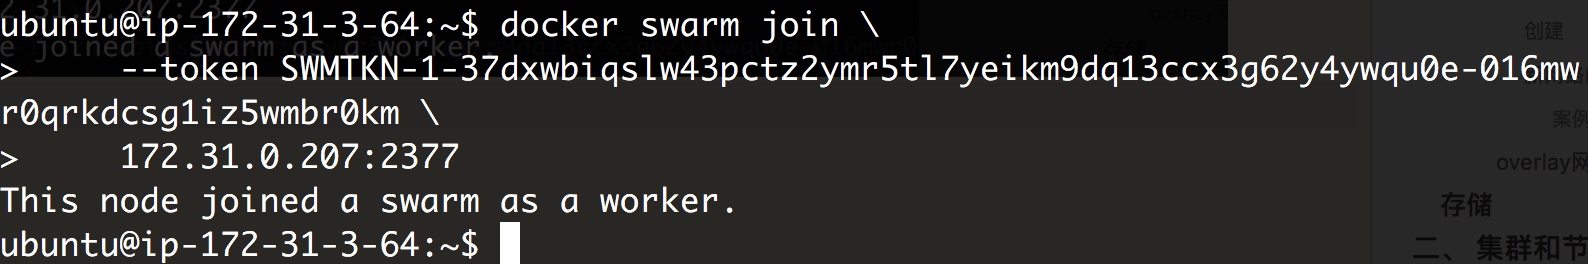 ubuntu@ip-172-31-3-64:~$ docker swarm join \
>     --token SWMTKN-1-37dxwbiqslw43pctz2ymr5tl7yeikm9dq13ccx3g62y4ywqu0e-016mw
r0qrkdcsg1iz5wmbr0km \
>     172.31.0.207:2377
This node joined a swarm as a worker.
ubuntu@ip-172-31-3-64:~$
创建
案例
overlay网
存储
二、集群和节